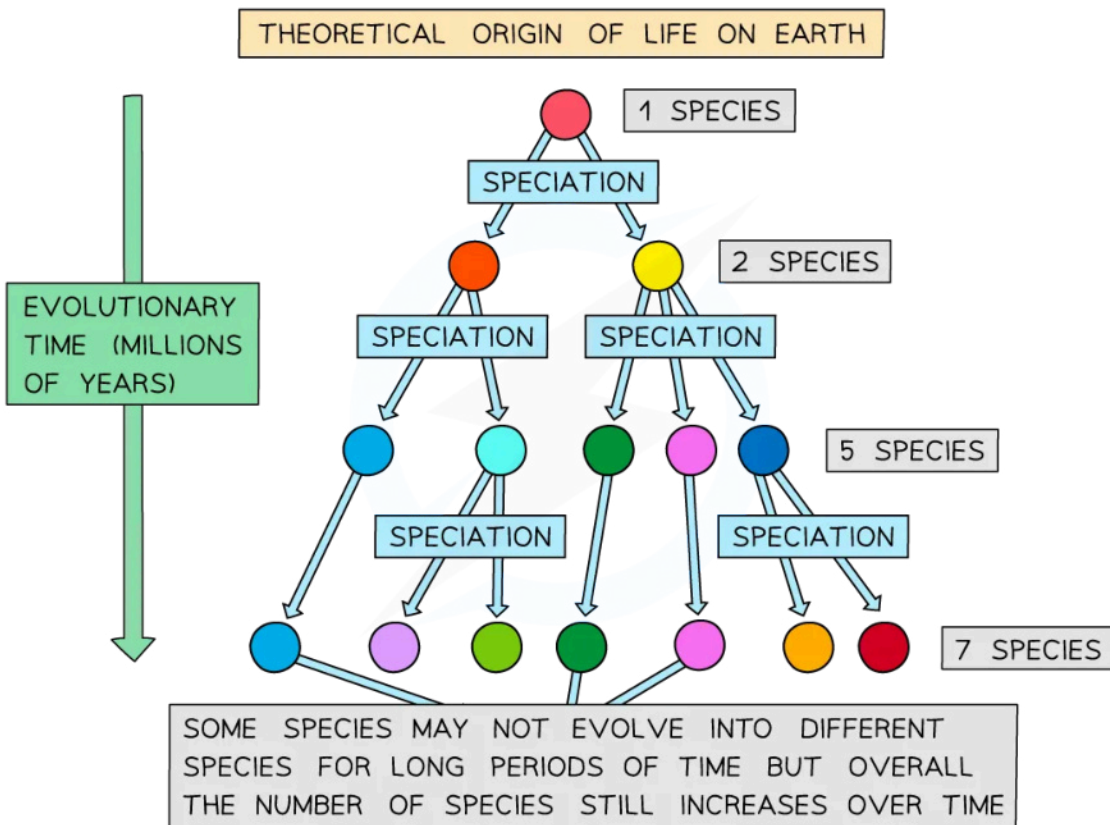 THEORETICAL ORIGIN OF LIFE ON EARTH
1 SPECIES
SPECIATION
2 SPECIES
EVOLUTIONARY
TIME (MILLIONS
OF YEARS)
SPECIATION
SPECIATION
5 SPECIES
SPECIATION
SPECIATION
7 SPECIES
SOME SPECIES MAY NOT EVOLVE INTO DIFFERENT
SPECIES FOR LONG PERIODS OF TIME BUT OVERALL
THE NUMBER OF SPECIES STILL INCREASES OVER TIME